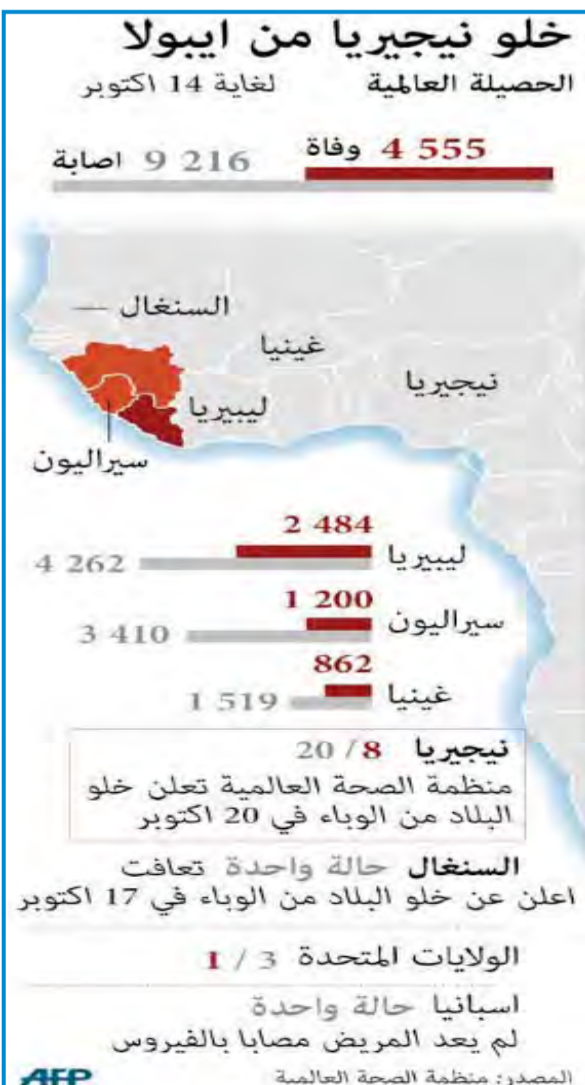 خلو نيجيريا من ايبولا
الحصيلة العالمية لغاية 14 اكتوبر
4 555 وفاة 9 216 اصابة
السنغال
غينيا
نيجيريا
ليبيريا
سيراليون
2 484
ليبيريا 4 262
1 200
سيراليون 3 410
862
غينيا 1 519
نيجيريا 8 / 20
منظمة الصحة العالمية تعلن خلو
البلاد من الوباء في 20 اكتوبر
السنغال حالة واحدة تعافت
اعلن عن خلو البلاد من الوباء في 17 اكتوبر
الولايات المتحدة 3 / 1
اسبانيا حالة واحدة
لم يعد المريض مصابا بالفيروس
المصدر: منظمة الصحة العالمية AFP